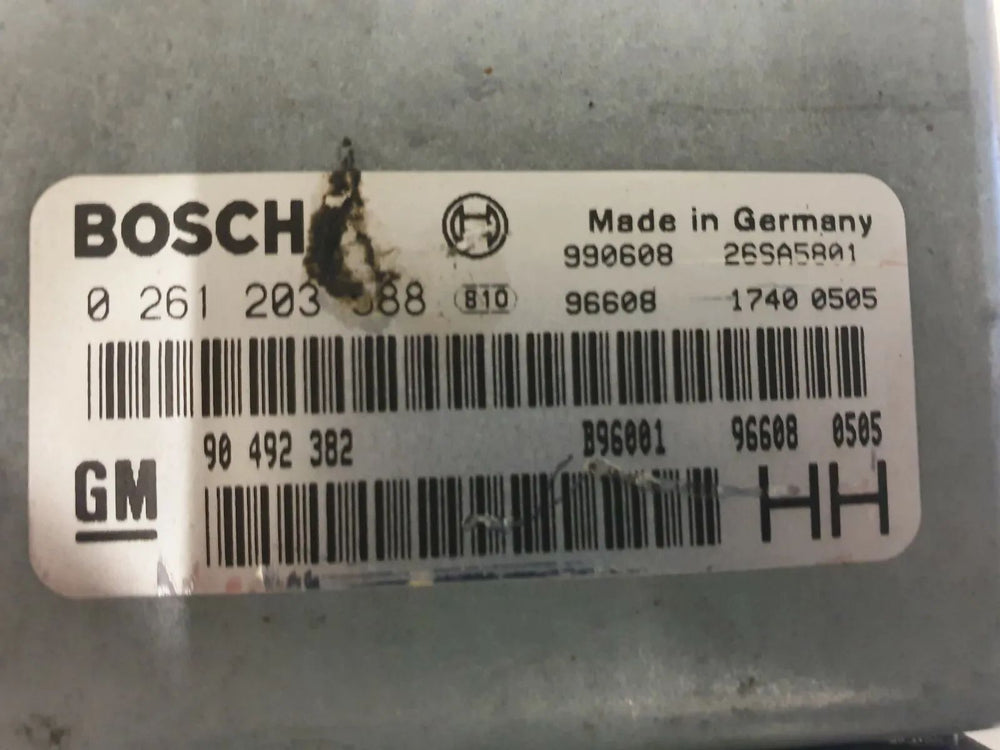 BOSCH
Made in Germany
990608 26SA5801
0 261 203 588 810 96608 1740 0505
90 492 382 B96001 96608 0505
GM HH